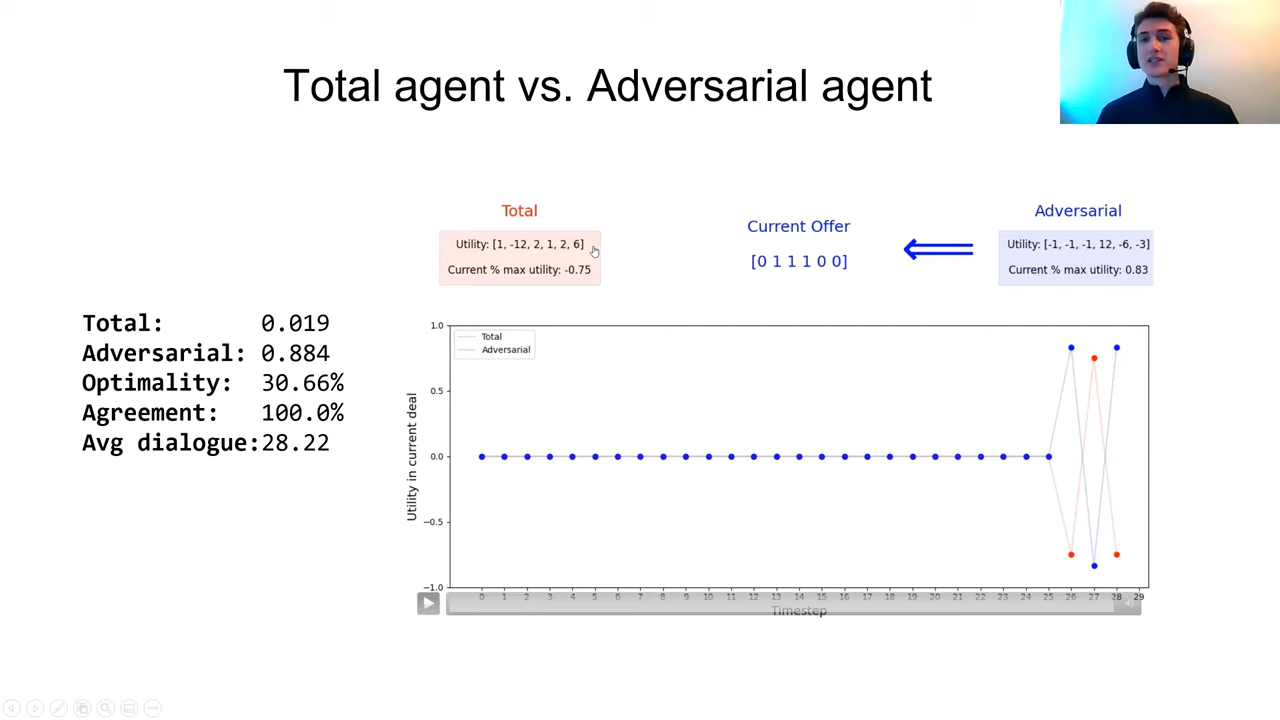 Total agent vs. Adversarial agent
Total
Utility: [1, -12, 2, 1, 2, 6]
Current % max utility: -0.75
Current Offer
[0 1 1 1 0 0]
Adversarial
Utility: [-1, -1, -1, 12, -6, -3]
Current % max utility: 0.83
Total: 0.019
Adversarial: 0.884
Optimality: 30.66%
Agreement: 100.0%
Avg dialogue:28.22
Total
Adversarial
Utility in current deal
1.0
0.5
0.0
−0.5
−1.0
0 1 2 3 4 5 6 7 8 9 10 11 12 13 14 15 16 17 18 19 20 21 22 23 24 25 26 27 28 29
Timestep